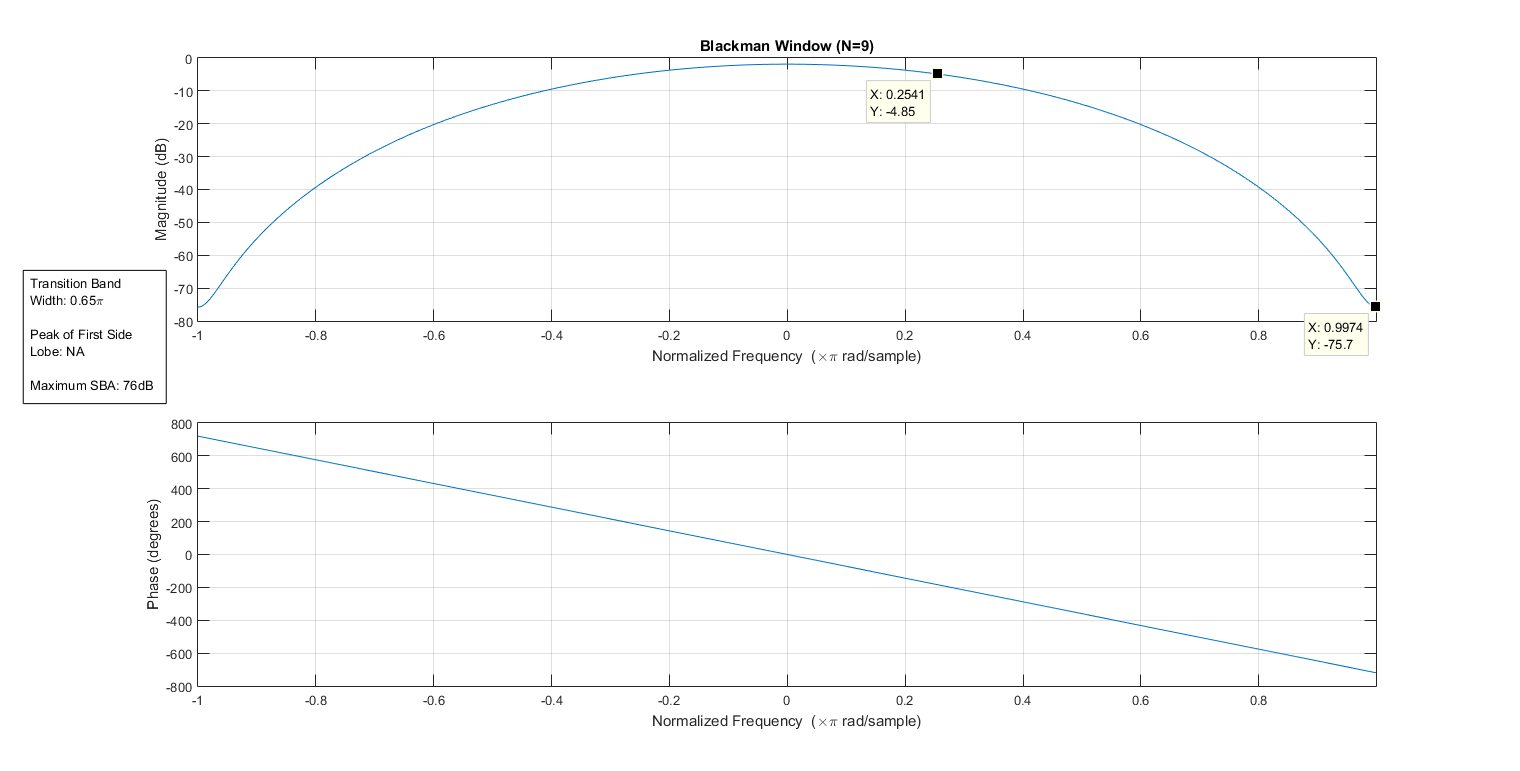 Blackman Window (N=9)
0
-10
-20
-30
-40
-50
-60
-70
-80
Magnitude (dB)
X: 0.2541
Y: -4.85
X: 0.9974
Y: -75.7
-1
-0.8
-0.6
-0.4
-0.2
0
0.2
0.4
0.6
0.8
Normalized Frequency (×π rad/sample)
Transition Band
Width: 0.65π
Peak of First Side
Lobe: NA
Maximum SBA: 76dB
800
600
400
200
0
-200
-400
-600
-800
Phase (degrees)
-1
-0.8
-0.6
-0.4
-0.2
0
0.2
0.4
0.6
0.8
Normalized Frequency (×π rad/sample)